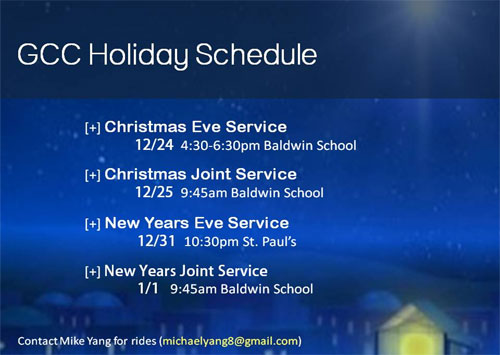 GCC Holiday Schedule
[+] Christmas Eve Service
12/24 4:30-6:30pm Baldwin School
[+] Christmas Joint Service
12/25 9:45am Baldwin School
[+] New Years Eve Service
12/31 10:30pm St. Paul's
[+] New Years Joint Service
1/1 9:45am Baldwin School
Contact Mike Yang for rides (michaelyang8@gmail.com)